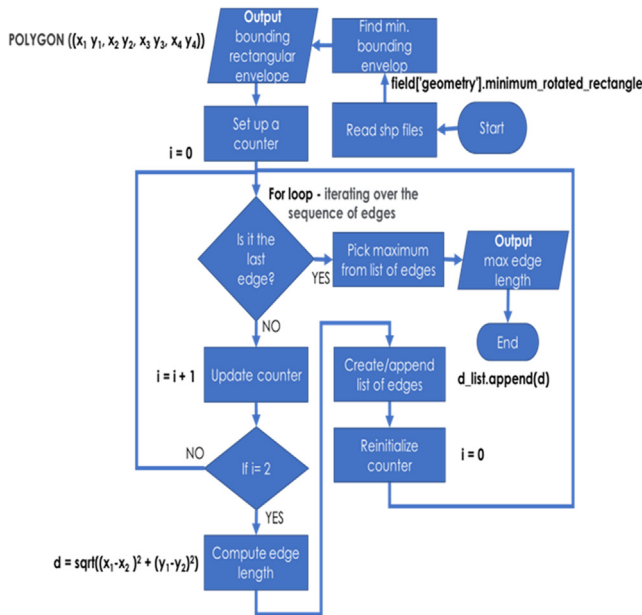 Output
bounding
rectangular
envelope
POLYGON ((x₁ y₁, x₂ y₂, x₃ y₃, x₄ y₄))
Find min.
bounding
envelop
field['geometry'].minimum_rotated_rectangle
Start
Read shp files
Set up a
counter
i = 0
For loop - iterating over the
sequence of edges
Is it the
last
edge?
YES
Pick maximum
from list of edges
Output
max edge
length
End
d_list.append(d)
NO
Update counter
i = i + 1
If i= 2
NO
YES
Compute edge
length
d = sqrt((x₁-x₂ )² + (y₁-y₂)²)
Create/append
list of edges
Reinitialize
counter
i = 0